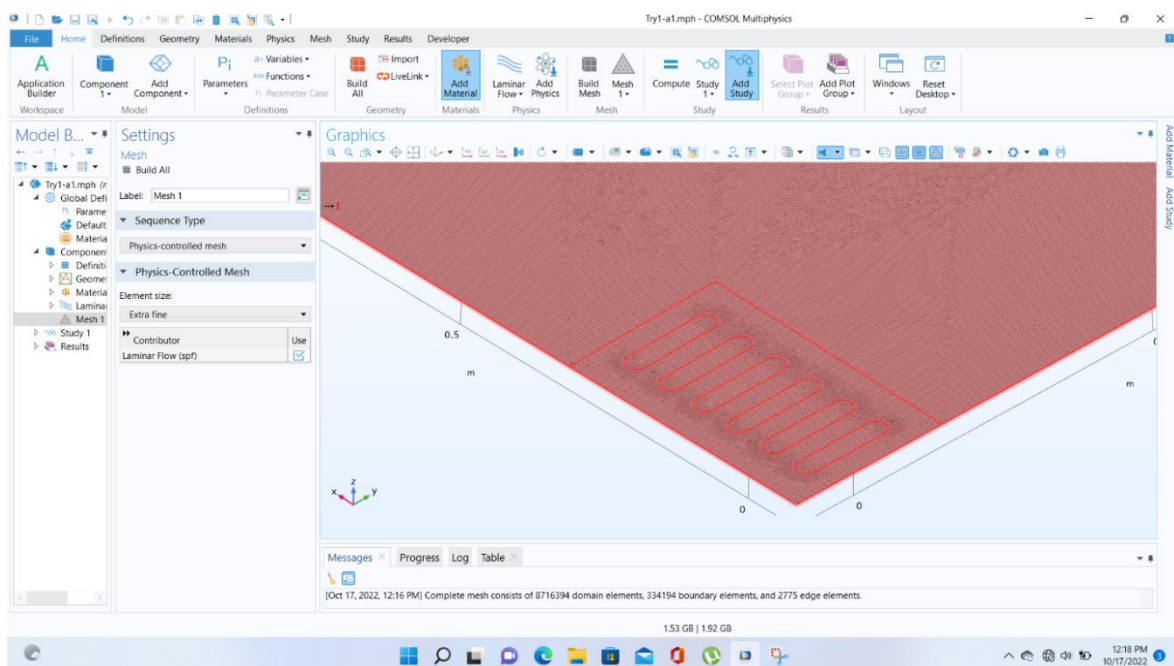 Try1-a1.mph - COMSOL Multiphysics
File Home Definitions Geometry Materials Physics Mesh Study Results Developer
Application Builder
Workspace
Component 1
Add Component
Model
Pi
Parameters
a= Variables
f(x) Functions
Pi Parameter Case
Definitions
Build All
Import
LiveLink
Geometry
Add Material
Materials
Laminar Flow
Add Physics
Physics
Build Mesh
Mesh 1
Mesh
Compute
Study 1
Add Study
Study
Select Plot Group
Add Plot Group
Results
Windows
Reset Desktop
Layout
Model B...
Try1-a1.mph (r
Global Defi
Parame
Default
Materia
Component
Definiti
Geome
Materia
Lamina
Mesh 1
Study 1
Results
Settings
Mesh
Build All
Label: Mesh 1
Sequence Type
Physics-controlled mesh
Physics-Controlled Mesh
Element size:
Extra fine
Contributor Use
Laminar Flow (spf)
Graphics
1
0.5
m
0
0
m
z
x
y
Add Material
Add Study
Messages Progress Log Table
[Oct 17, 2022, 12:16 PM] Complete mesh consists of 8716394 domain elements, 334194 boundary elements, and 2775 edge elements.
1.53 GB | 1.92 GB
12:18 PM
10/17/2022
3